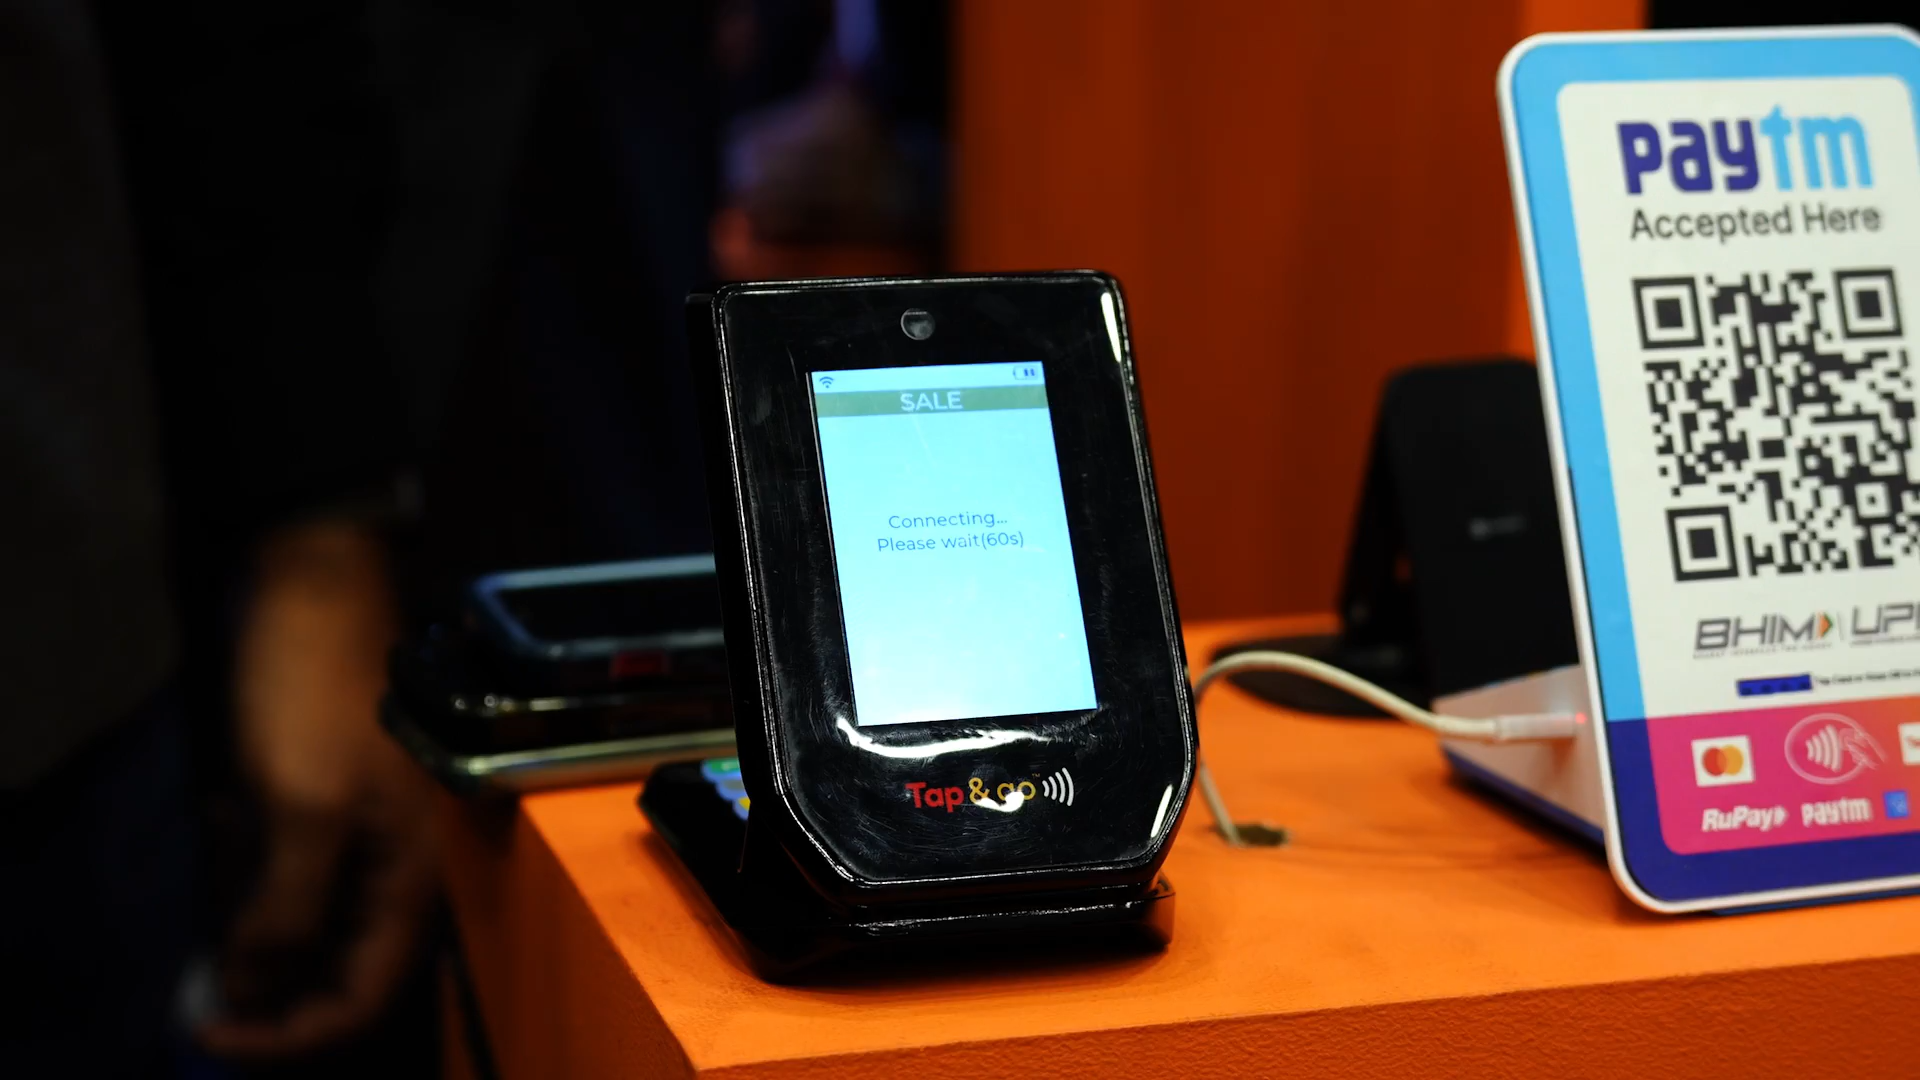 SALE
Connecting...
Please wait(60s)
Tap & go
paytm
Accepted Here
BHIM UPI
RuPay paytm